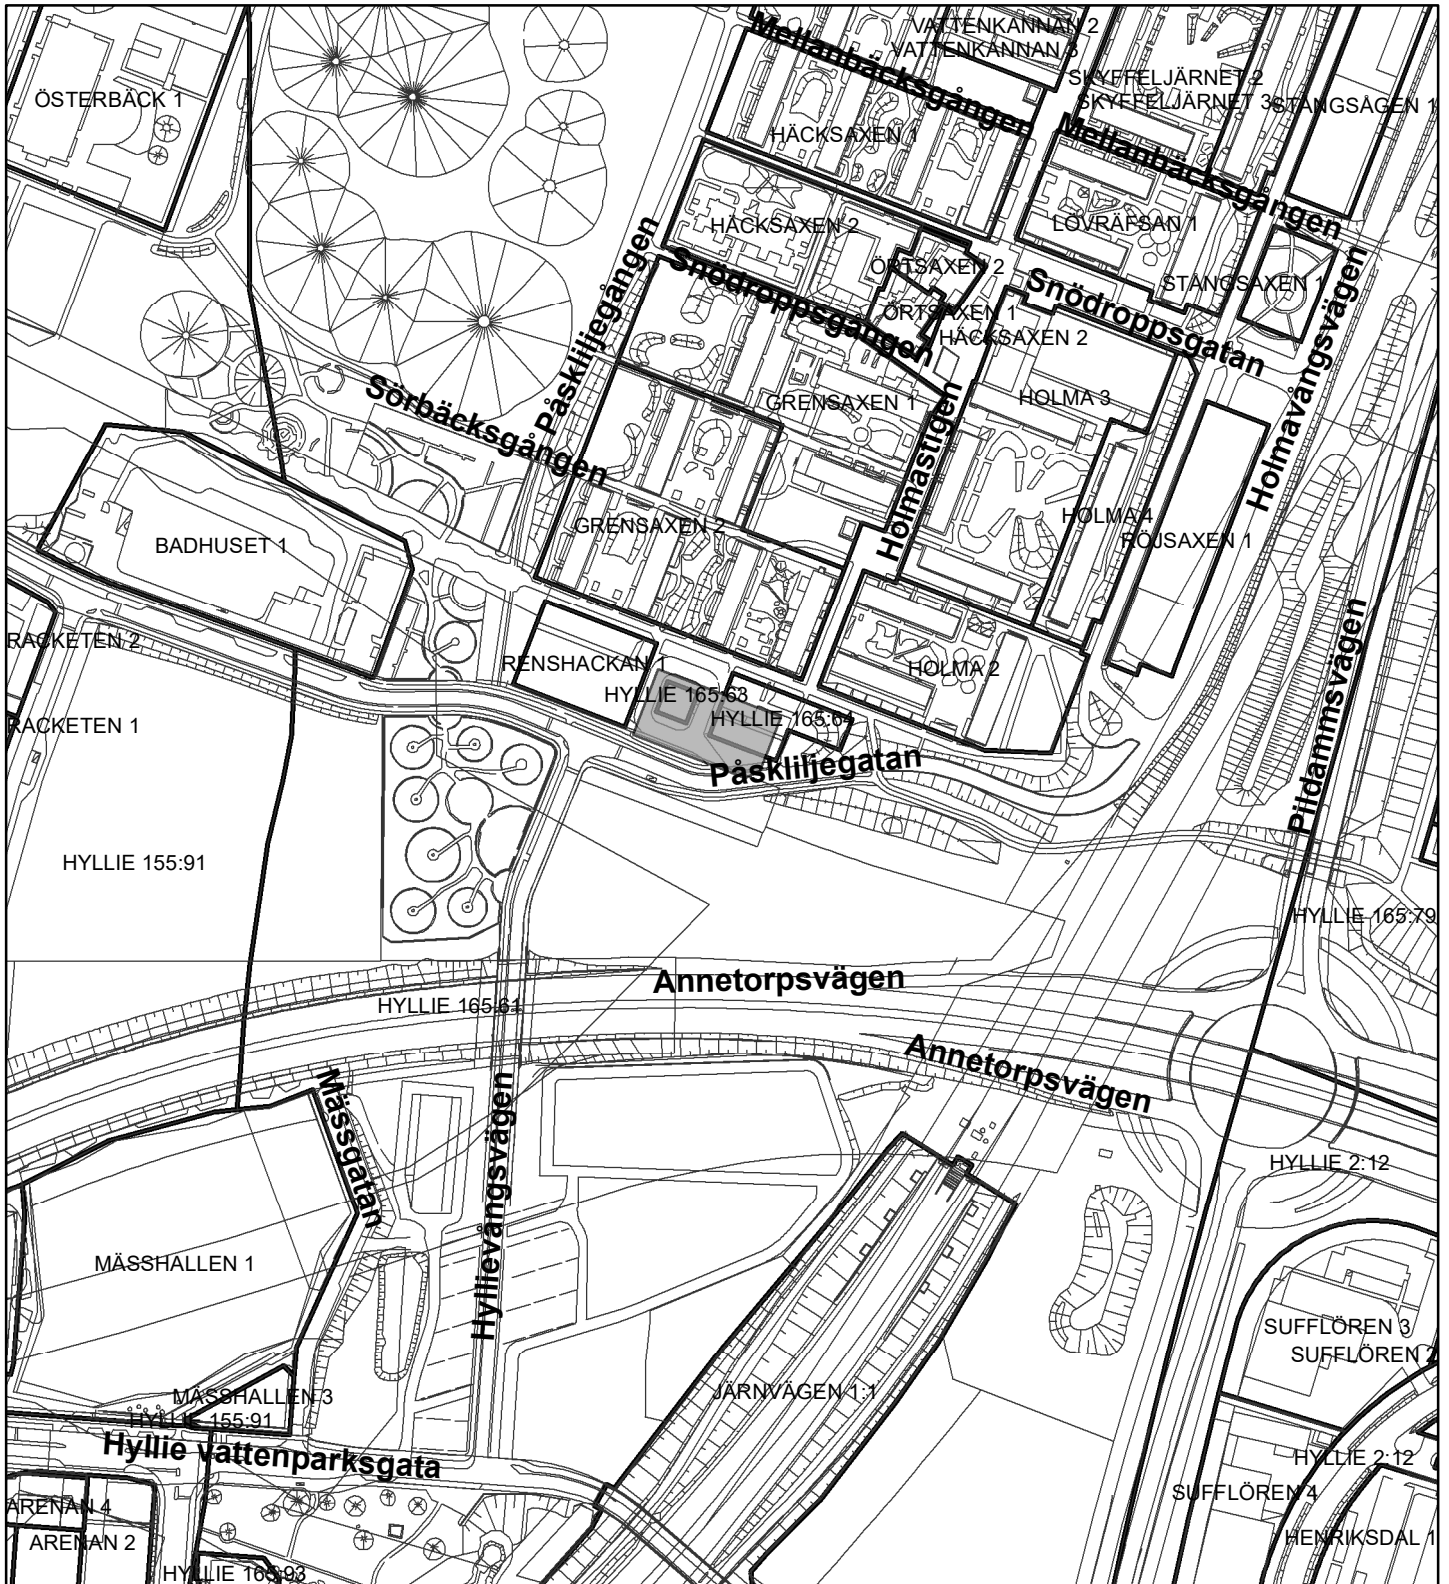 VATTENKANNAN 2
Mellanbäcksgången
VATTENKANNAN 3
SKYFFELJÄRNET 2
ÖSTERBÄCK 1
SKYFFELJÄRNET 3
STÅNGSÅGEN 1
HÄCKSAXEN 1
Mellanbäcksgången
HÄCKSAXEN 2
LÖVRÄFSAN 1
Påskliljegången
Snödroppsgången
ÖRTSAXEN 2
Snödroppsgatan
STÅNGSAXEN 1
ÖRTSAXEN 1
HÄCKSAXEN 2
Holmavångsvägen
Sörbäcksgången
GRENSAXEN 1
HOLMA 3
Holmastigen
GRENSAXEN 2
HOLMA 4
RÖJSAXEN 1
BADHUSET 1
RACKETEN 2
RENSHACKAN 1
HOLMA 2
HYLLIE 165:63
HYLLIE 165:64
RACKETEN 1
Påskliljegatan
Pildammsvägen
HYLLIE 155:91
HYLLIE 165:79
Annetorpsvägen
HYLLIE 165:61
Annetorpsvägen
Mässgatan
Hyllievångsvägen
HYLLIE 2:12
MÄSSHALLEN 1
SUFFLÖREN 3
SUFFLÖREN 2
MÄSSHALLEN 3
JÄRNVÄGEN 1:1
HYLLIE 155:91
Hyllie vattenparksgata
HYLLIE 2:12
SUFFLÖREN 4
ARENAN 4
ARENAN 2
HENRIKSDAL 1
HYLLIE 165:93